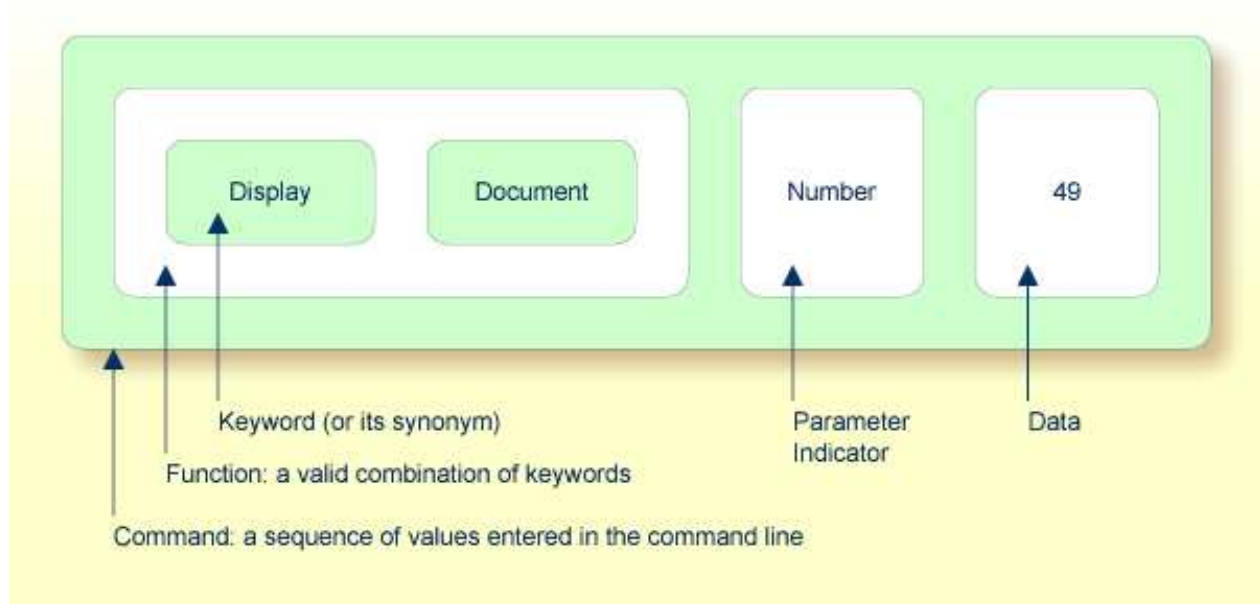 Display
Document
Number
49
Keyword (or its synonym)
Parameter
Indicator
Data
Function: a valid combination of keywords
Command: a sequence of values entered in the command line